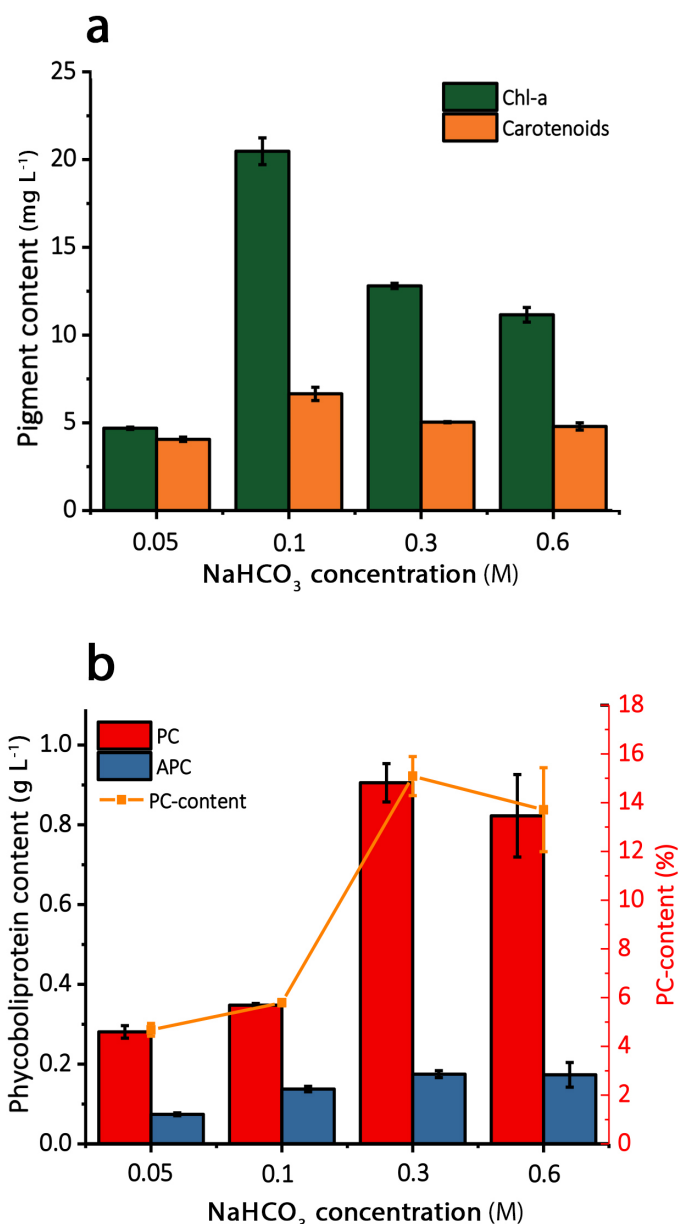 a
25
20
15
10
5
0
Pigment content (mg L⁻¹)
Chl-a
Carotenoids
0.05 0.1 0.3 0.6
NaHCO₃ concentration (M)
b
1.0
0.8
0.6
0.4
0.2
0.0
Phycoboliprotein content (g L⁻¹)
PC
APC
PC-content
18
16
14
12
10
8
6
4
2
0
PC-content (%)
0.05 0.1 0.3 0.6
NaHCO₃ concentration (M)